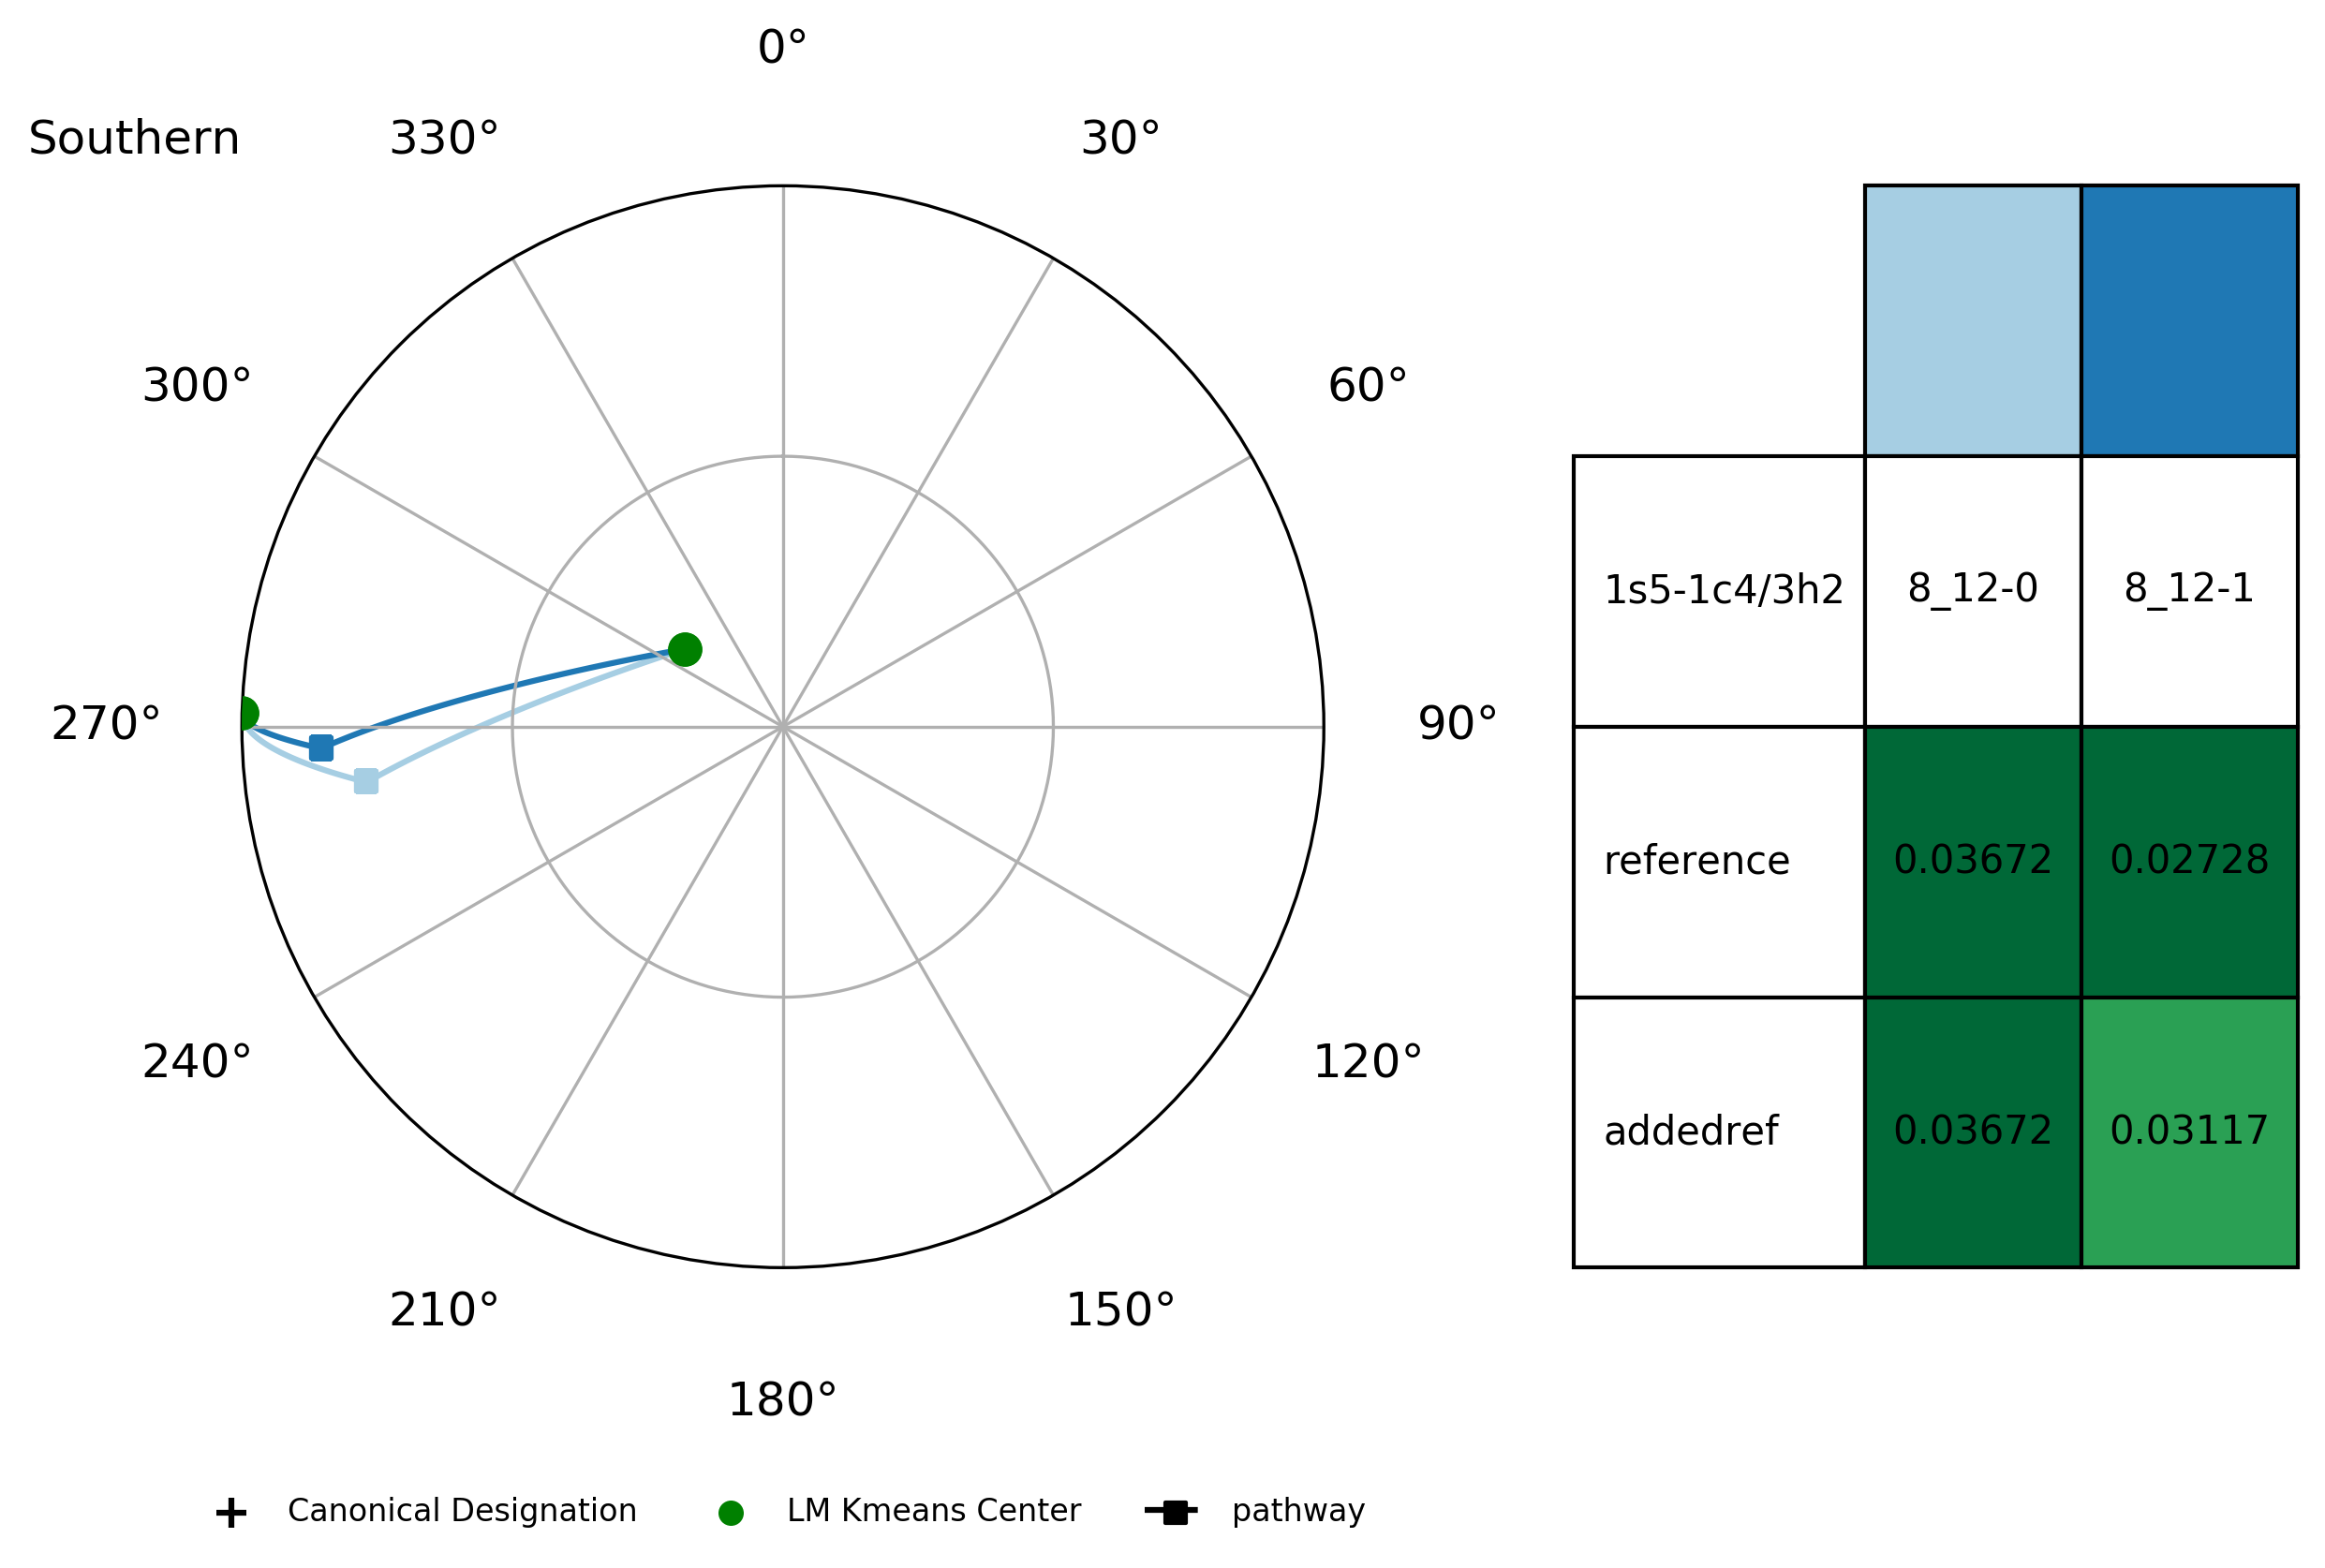 0°
Southern
330°
30°
300°
60°
270°
90°
240°
120°
210°
150°
180°
1s5-1c4/3h2 8_12-0 8_12-1
reference 0.03672 0.02728
addedref 0.03672 0.03117
Canonical Designation LM Kmeans Center pathway